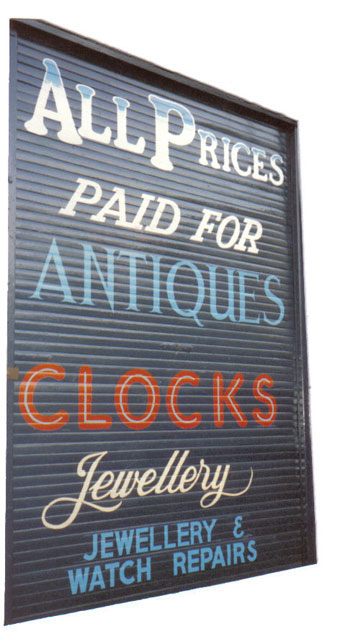 ALL PRICES
PAID FOR
ANTIQUES
CLOCKS
Jewellery
JEWELLERY &
WATCH REPAIRS